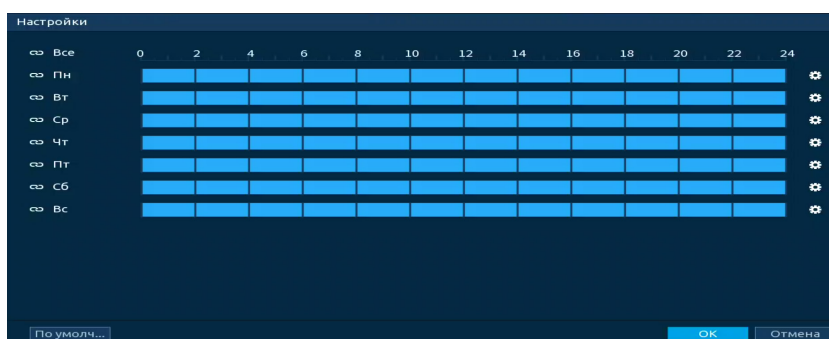 Настройки
Все 0 2 4 6 8 10 12 14 16 18 20 22 24
Пн
Вт
Ср
Чт
Пт
Сб
Вс
По умолч... OK Отмена